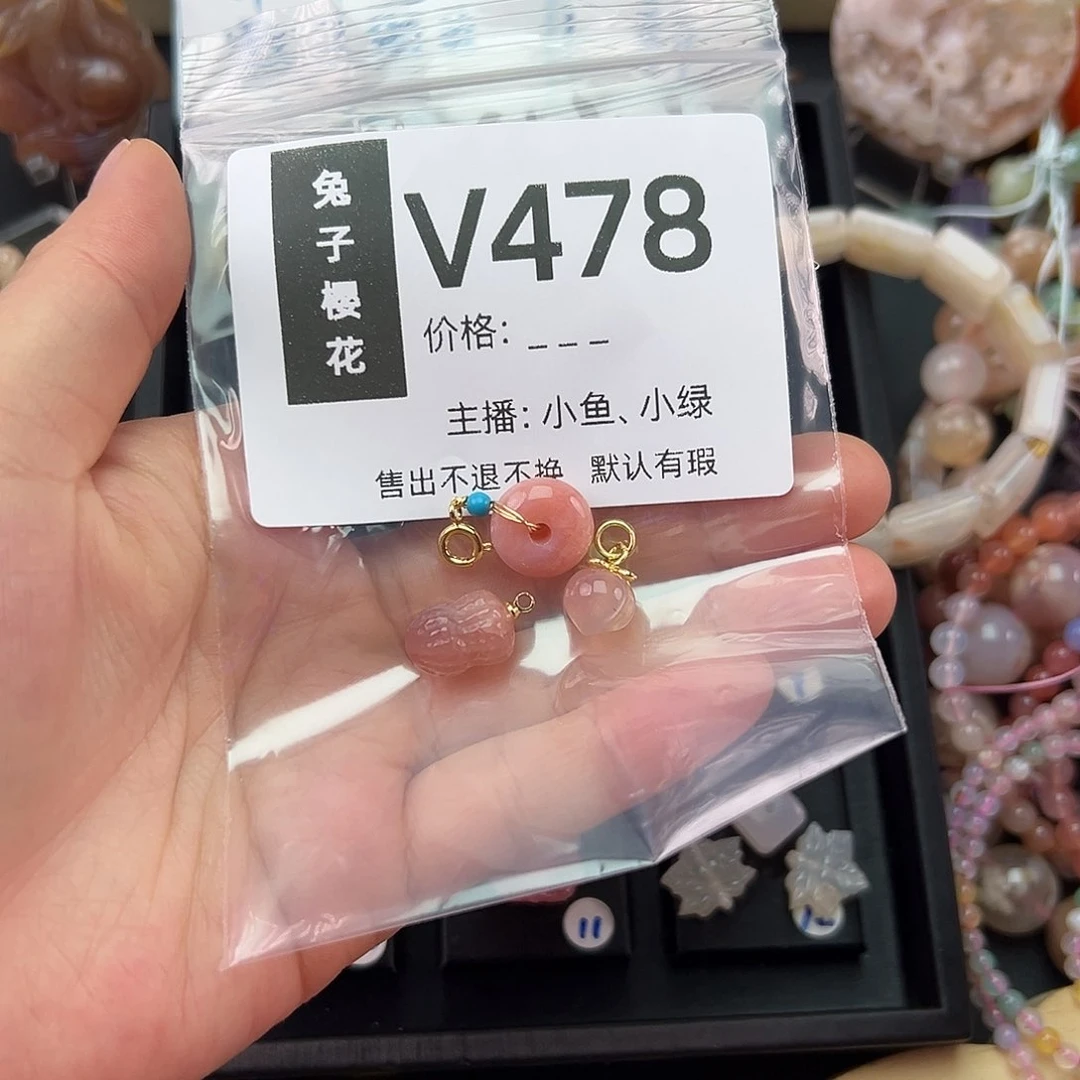 兔子樱花
V478
价格: _ _ _
主播: 小鱼、小绿
售出不退不换 默认有瑕
11